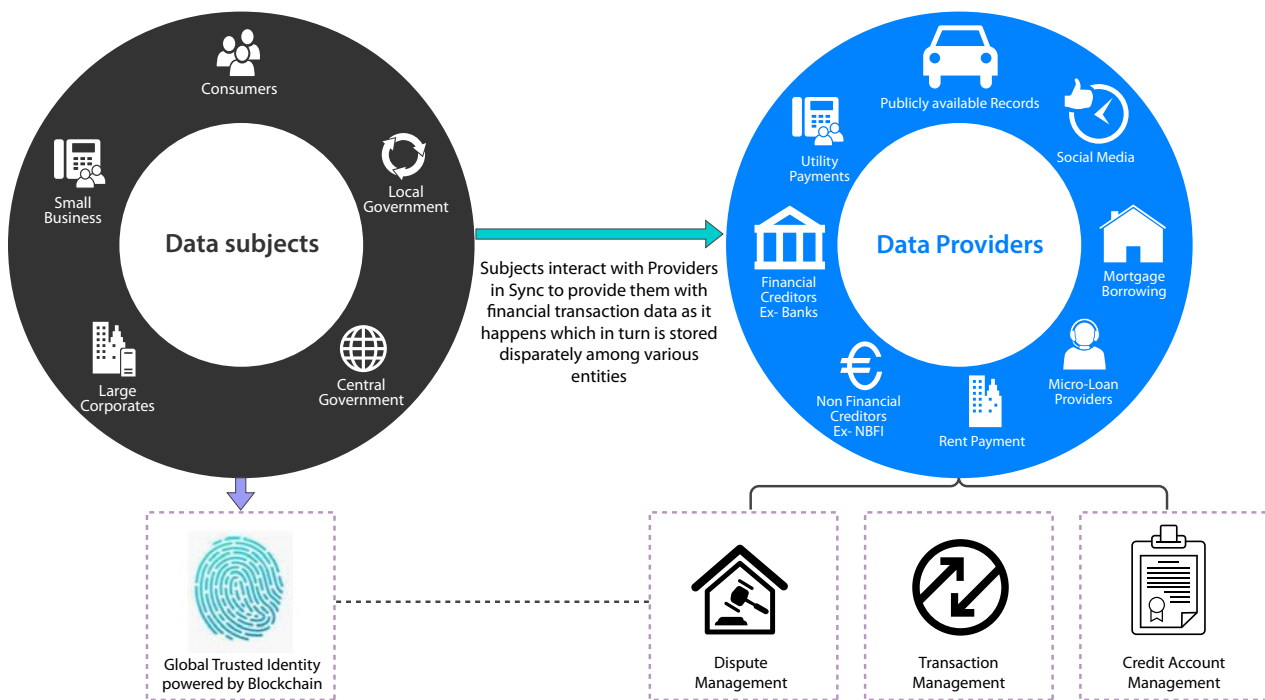 Consumers
Small
Business
Local
Government
Data subjects
Large
Corporates
Central
Government
Subjects interact with Providers
in Sync to provide them with
financial transaction data as it
happens which in turn is stored
disparately among various
entities
Publicly available Records
Utility
Payments
Social Media
Data Providers
Financial
Creditors
Ex- Banks
Mortgage
Borrowing
Non Financial
Creditors
Ex- NBFI
Rent Payment
Micro-Loan
Providers
Global Trusted Identity
powered by Blockchain
Dispute
Management
Transaction
Management
Credit Account
Management